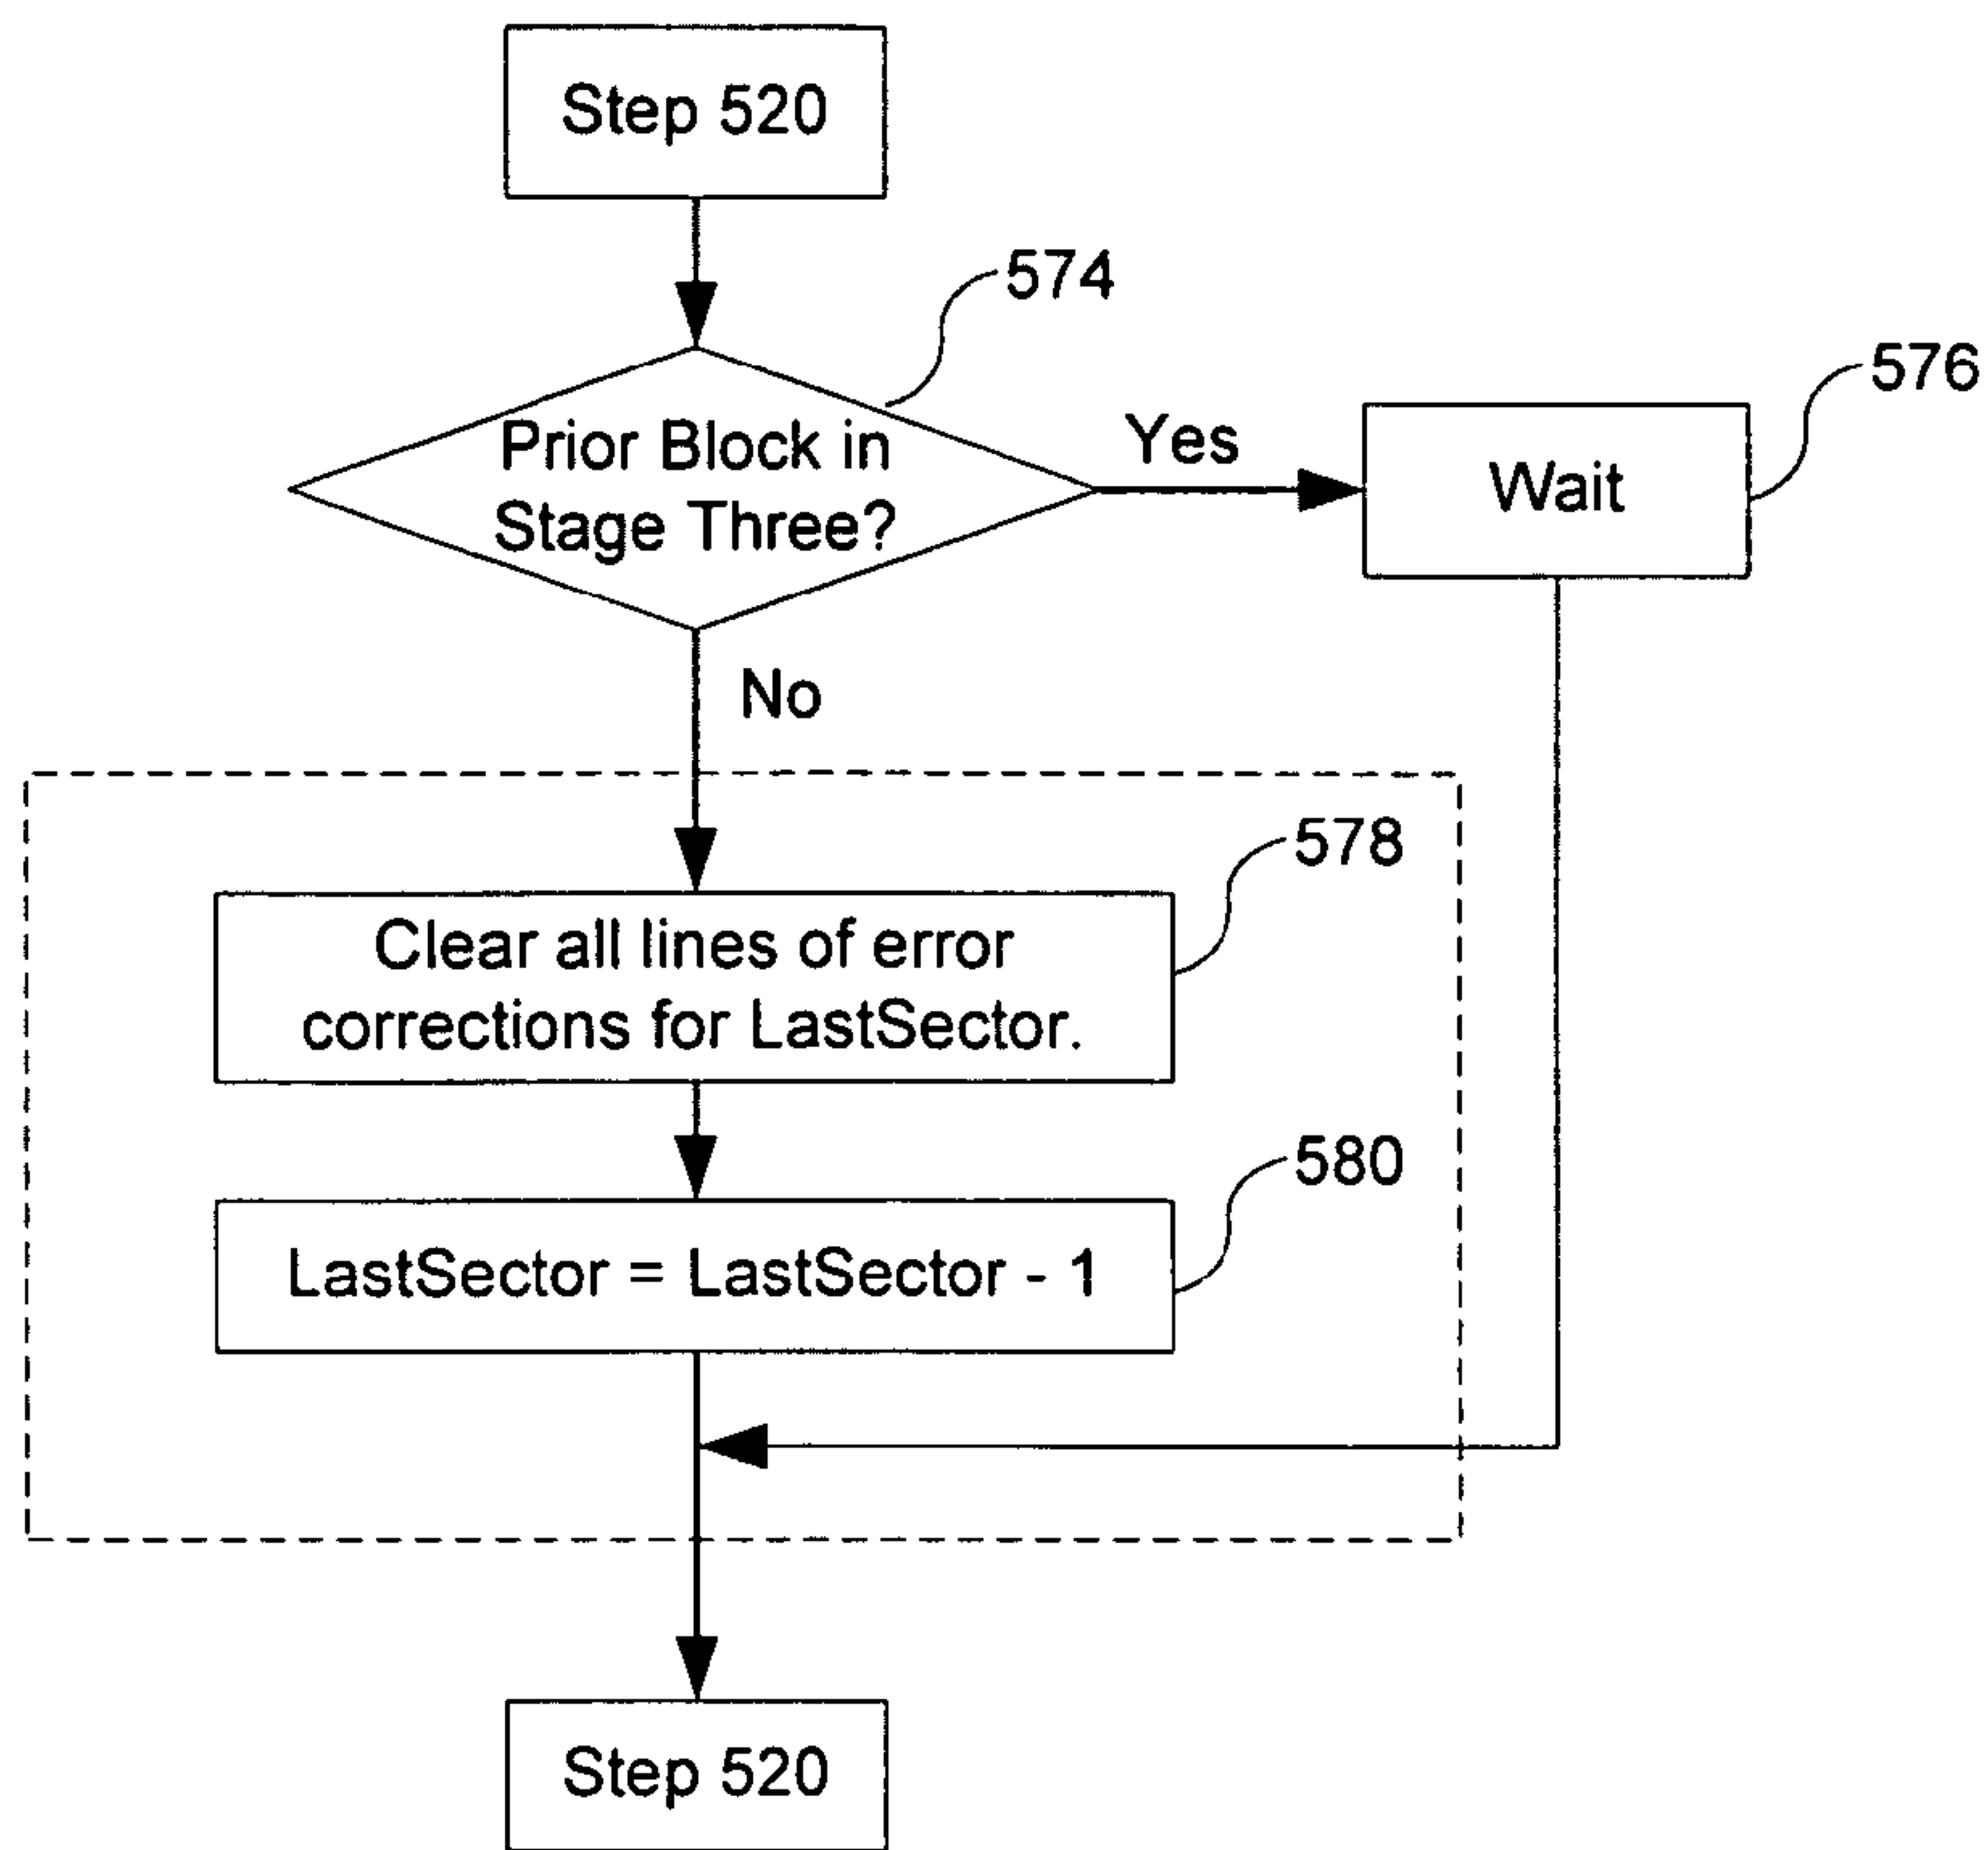 Step 520
574
Prior Block in
Stage Three?
Yes
576
Wait
No
578
Clear all lines of error
corrections for LastSector.
580
LastSector = LastSector - 1
Step 520